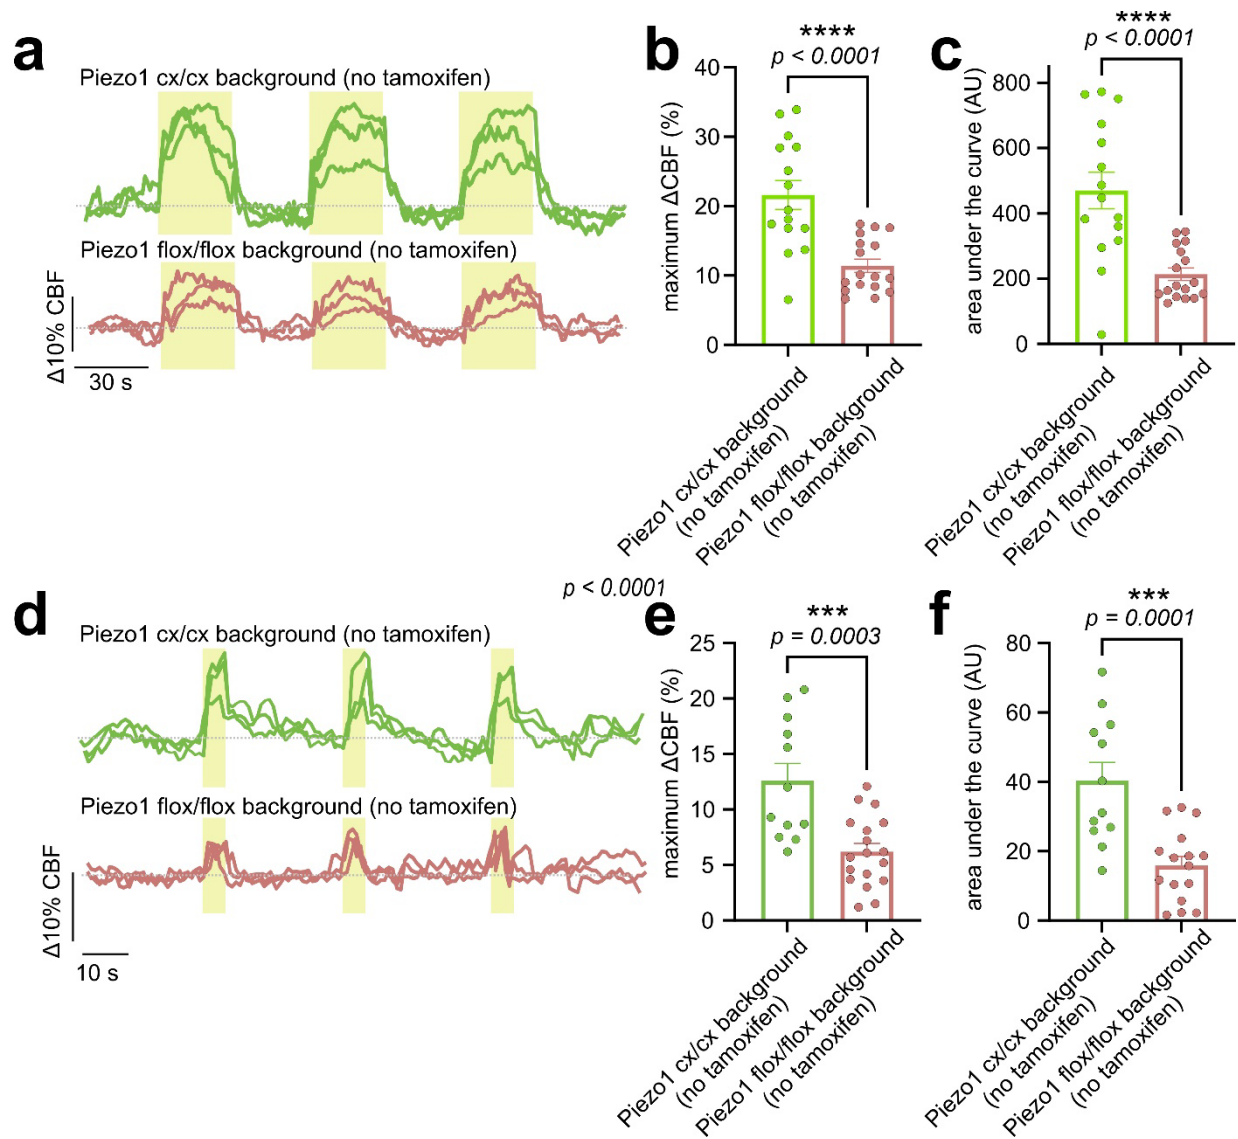 a
Piezo1 cx/cx background (no tamoxifen)
Piezo1 flox/flox background (no tamoxifen)
Δ10% CBF
30 s
b
****
p < 0.0001
maximum ΔCBF (%)
40
30
20
10
0
Piezo1 cx/cx background
(no tamoxifen)
Piezo1 flox/flox background
(no tamoxifen)
c
****
p < 0.0001
area under the curve (AU)
800
600
400
200
0
Piezo1 cx/cx background
(no tamoxifen)
Piezo1 flox/flox background
(no tamoxifen)
d
p < 0.0001
Piezo1 cx/cx background (no tamoxifen)
Piezo1 flox/flox background (no tamoxifen)
Δ10% CBF
10 s
e
***
p = 0.0003
maximum ΔCBF (%)
25
20
15
10
5
0
Piezo1 cx/cx background
(no tamoxifen)
Piezo1 flox/flox background
(no tamoxifen)
f
***
p = 0.0001
area under the curve (AU)
80
60
40
20
0
Piezo1 cx/cx background
(no tamoxifen)
Piezo1 flox/flox background
(no tamoxifen)